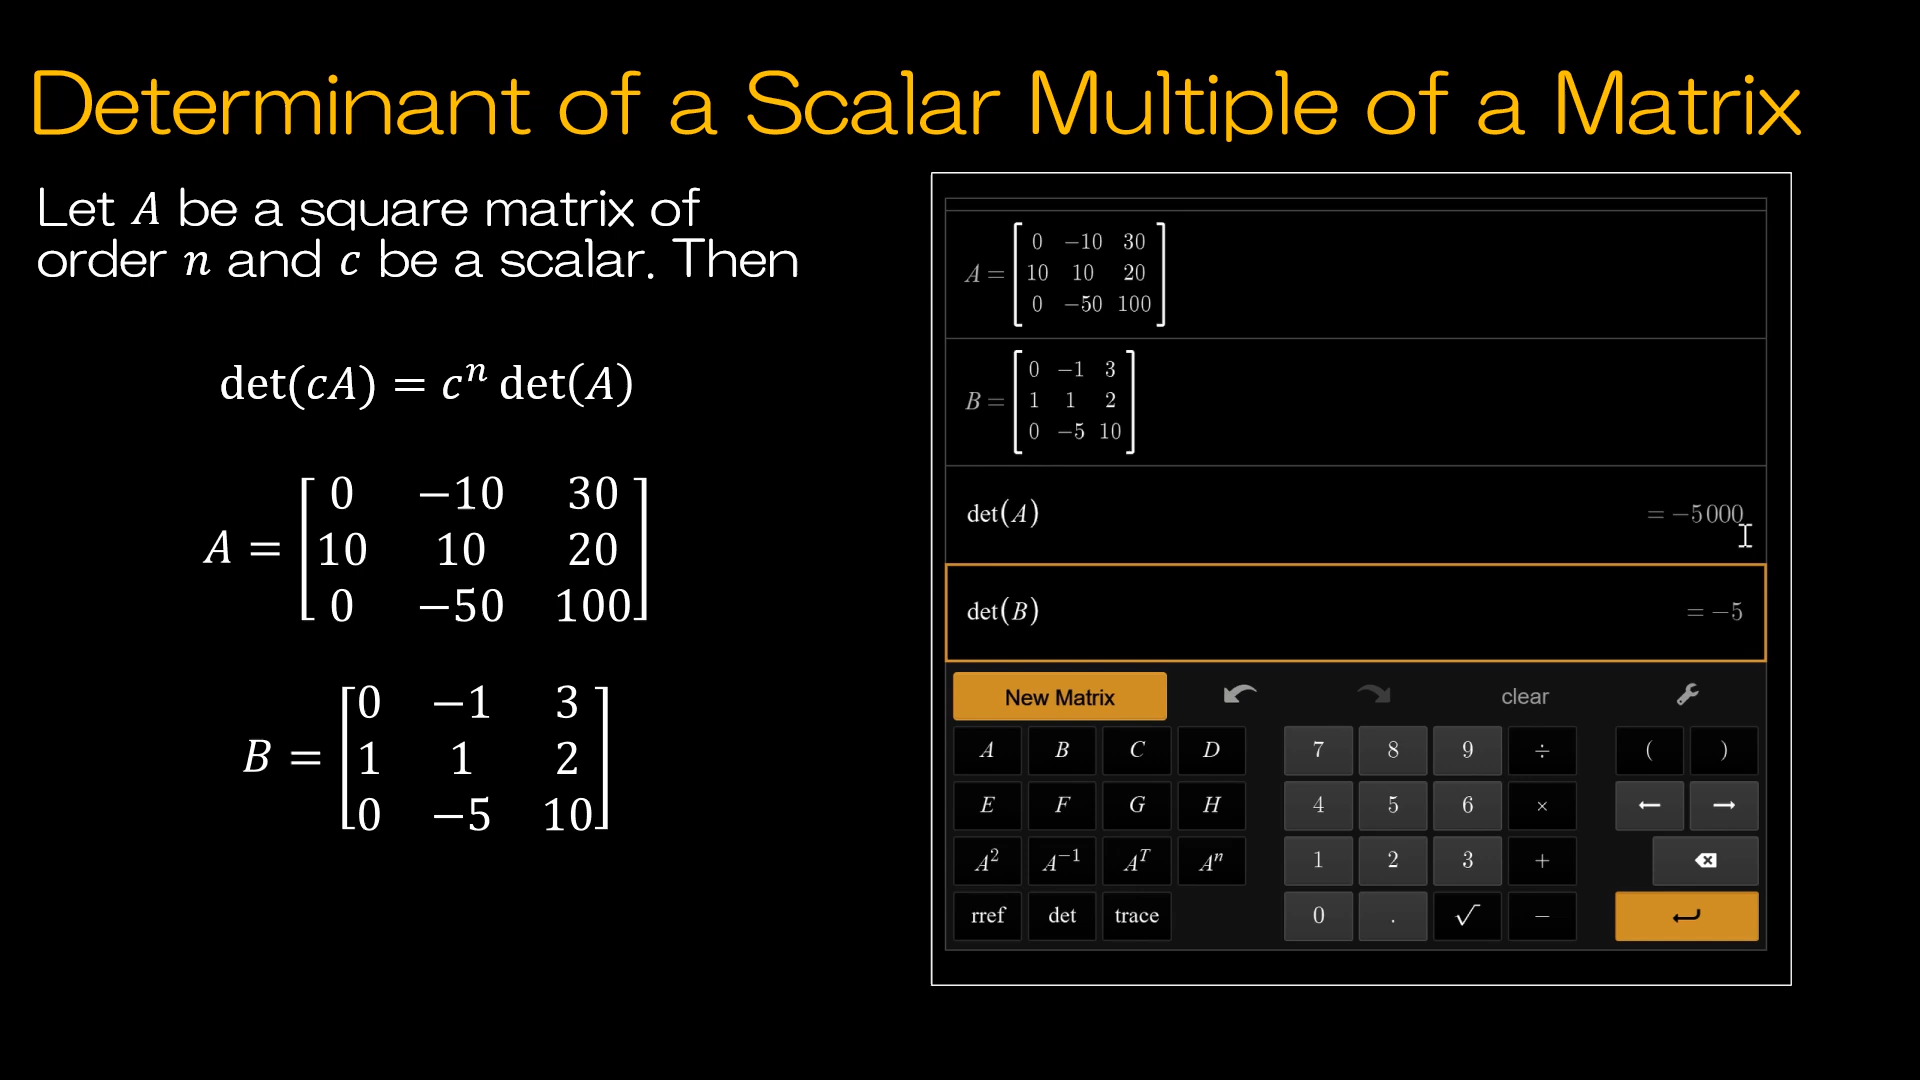 Determinant of a Scalar Multiple of a Matrix
Let A be a square matrix of
order n and c be a scalar. Then
det(cA) = cⁿ det(A)
A = [0 −10 30
10 10 20
0 −50 100]
B = [0 −1 3
1 1 2
0 −5 10]
A = [0 −10 30
10 10 20
0 −50 100]
B = [0 −1 3
1 1 2
0 −5 10]
det(A) = −5000
det(B) = −5
New Matrix clear
A B C D 7 8 9 ÷ ( )
E F G H 4 5 6 × ← →
A² A⁻¹ Aᵀ Aⁿ 1 2 3 +
rref det trace 0 . √ −